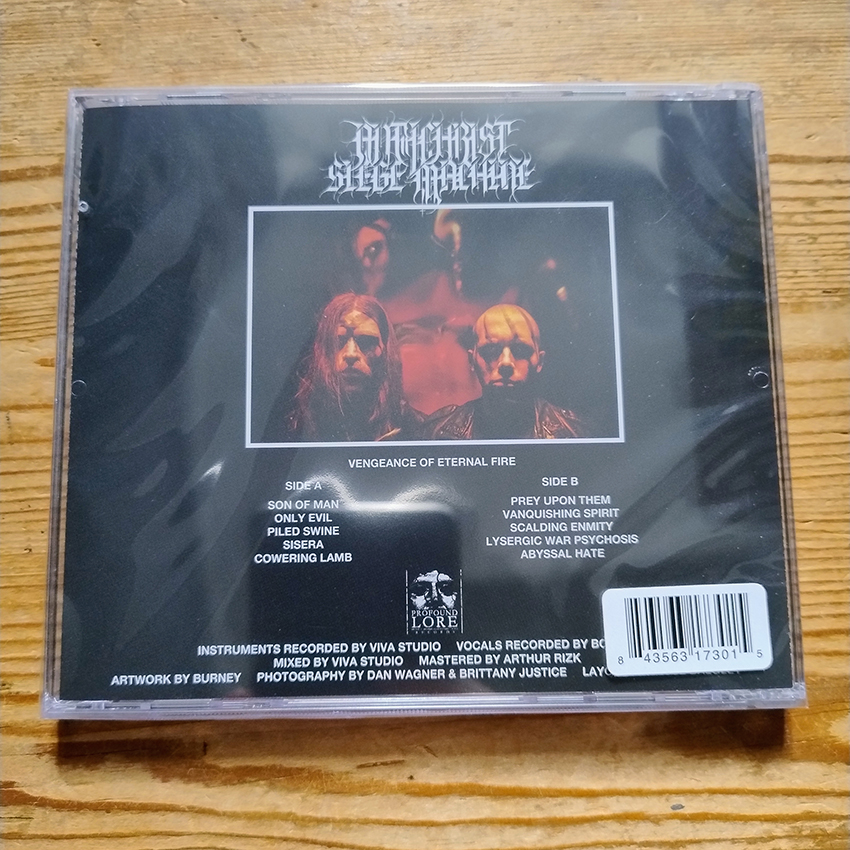 ANTICHRIST
SIEGE MACHINE
VENGEANCE OF ETERNAL FIRE
SIDE A
SON OF MAN
ONLY EVIL
PILED SWINE
SISERA
COWERING LAMB
SIDE B
PREY UPON THEM
VANQUISHING SPIRIT
SCALDING ENMITY
LYSERGIC WAR PSYCHOSIS
ABYSSAL HATE
PROFOUND
LORE
RECORDS
INSTRUMENTS RECORDED BY VIVA STUDIO VOCALS RECORDED BY
MIXED BY VIVA STUDIO MASTERED BY ARTHUR RIZK
ARTWORK BY BURNEY PHOTOGRAPHY BY DAN WAGNER & BRITTANY JUSTICE
8 43563 17301 5